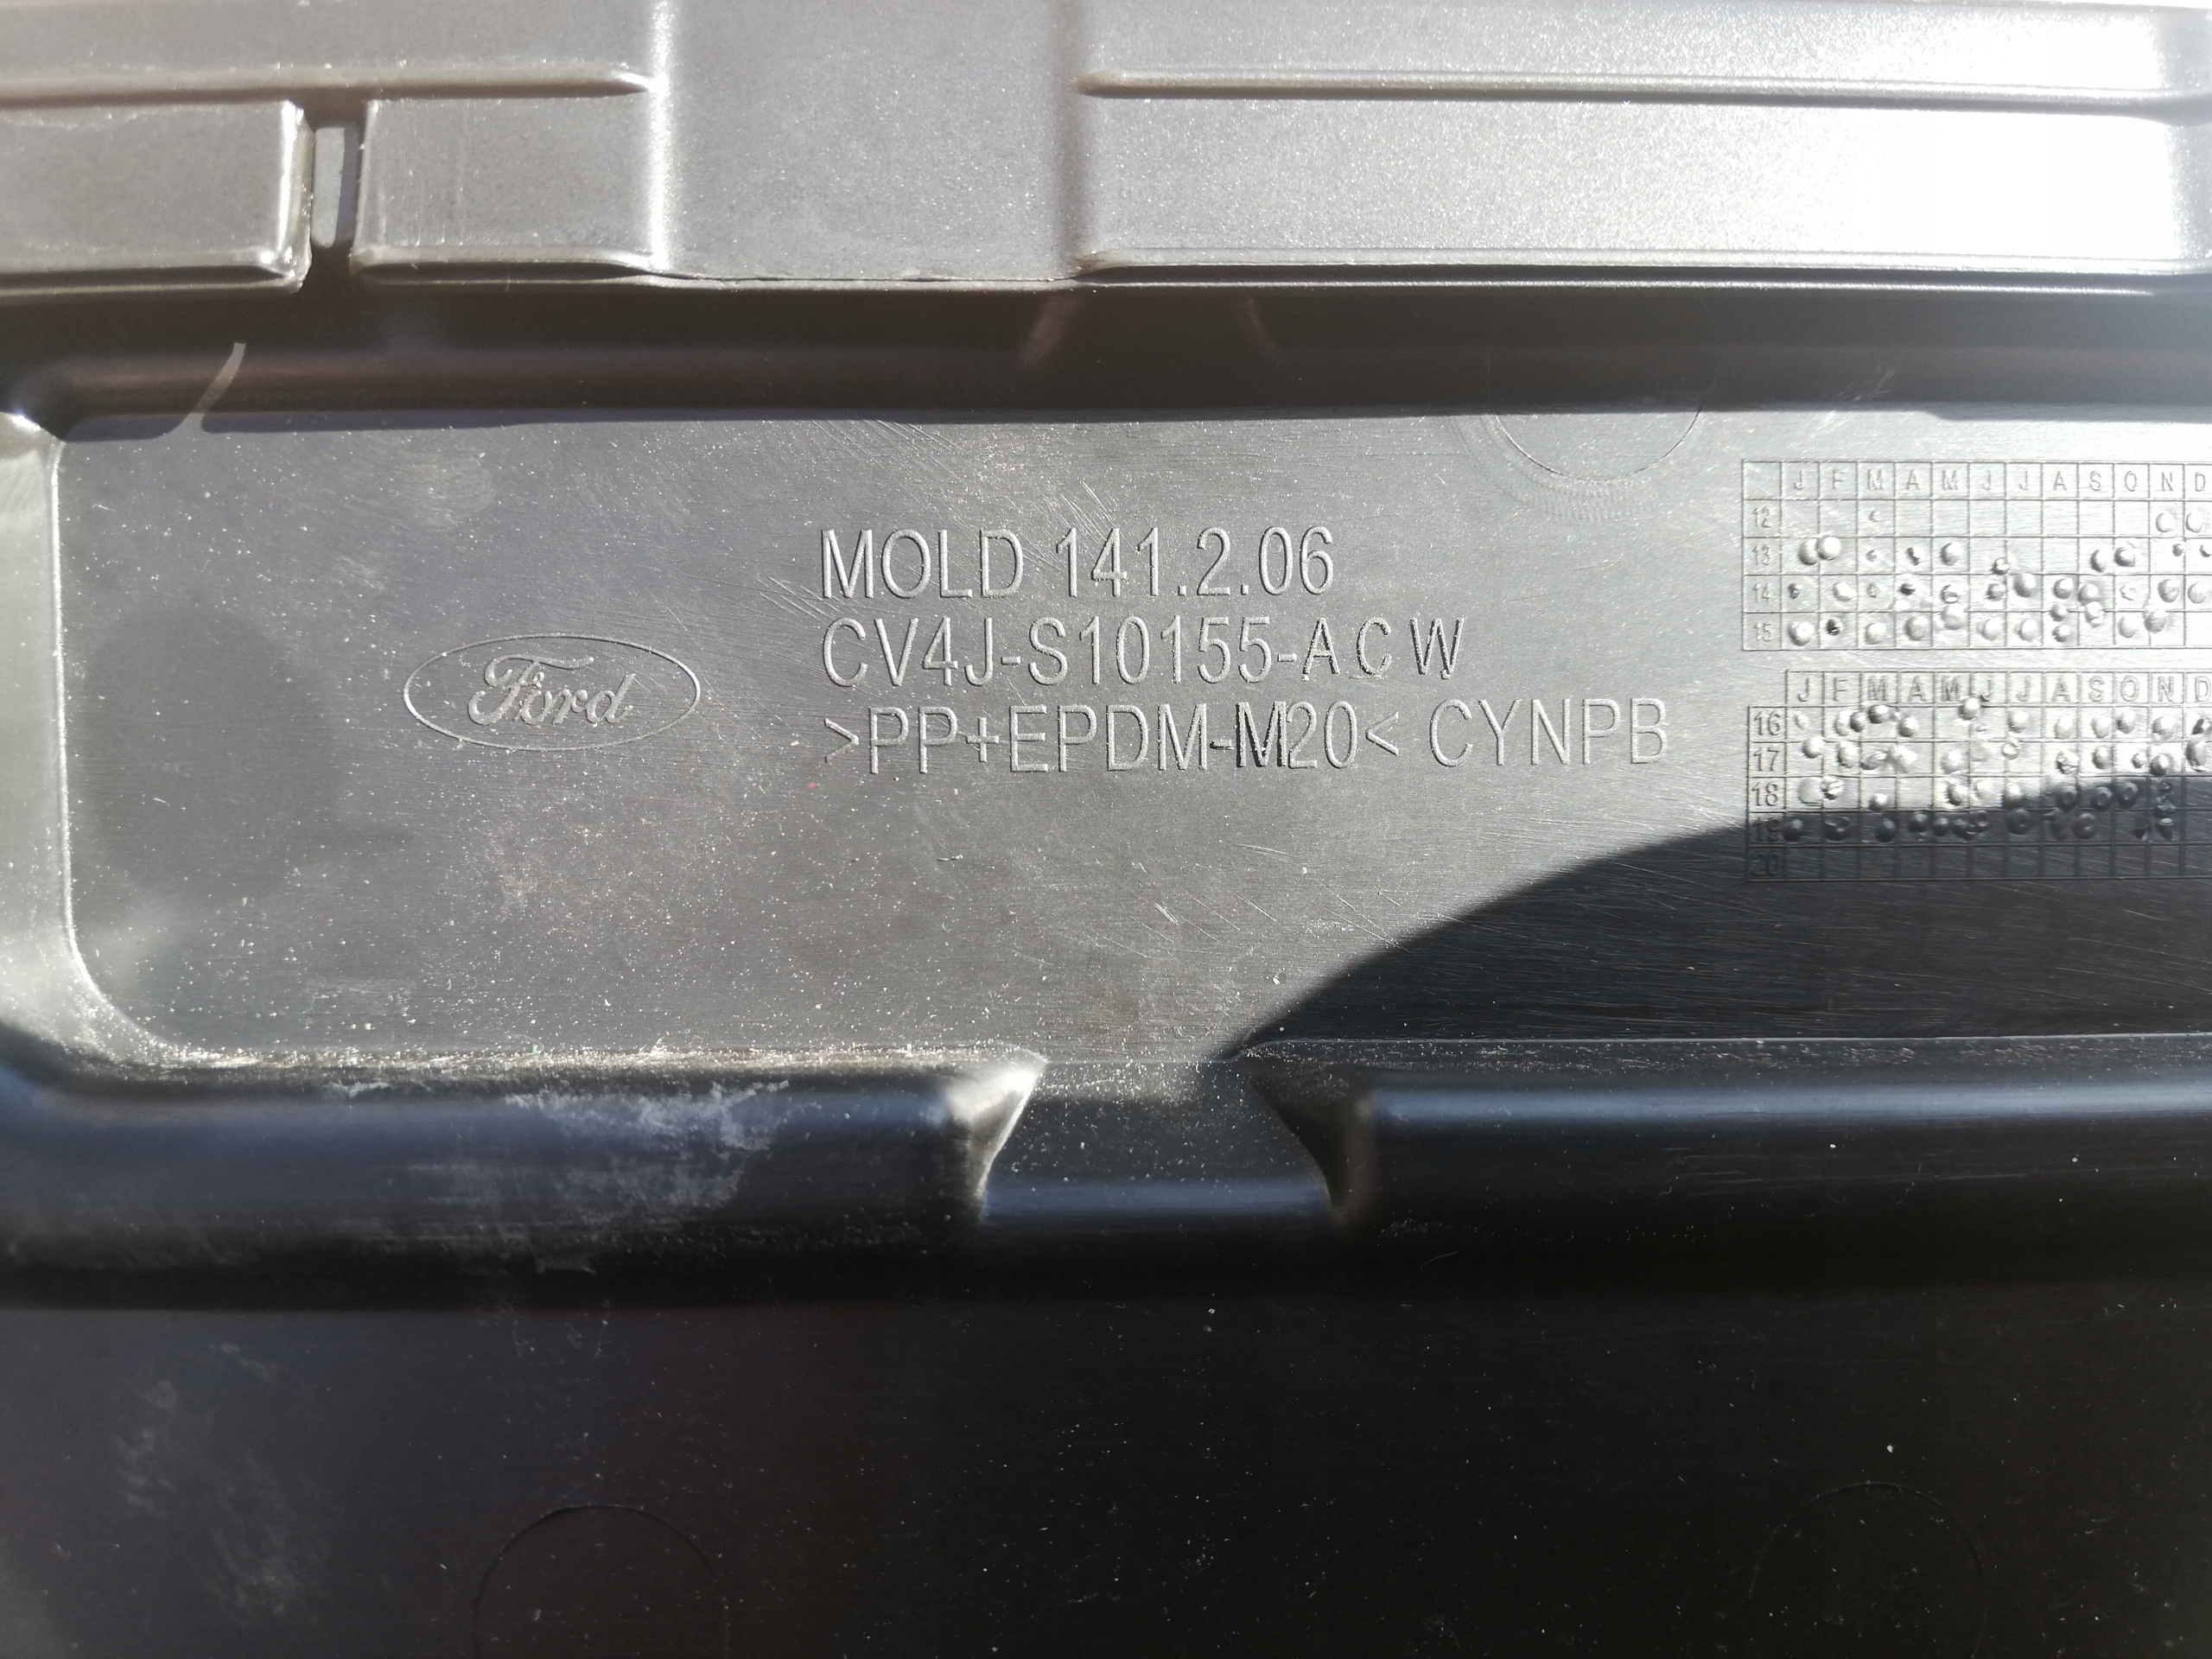 Ford
MOLD 141.2.06
CV4J-S10155-ACW
>PP+EPDM-M20< CYNPB
J F M A M J J A S O N D
12
13
14
15
J F M A M J J A S O N D
16
17
18
19
20